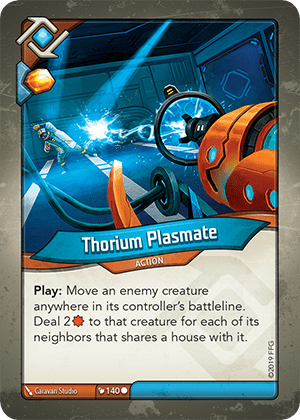 Thorium Plasmate
ACTION
Play: Move an enemy creature
anywhere in its controller's battleline.
Deal 2 to that creature for each of its
neighbors that shares a house with it.
©2019 FFG
Caravan Studio
140